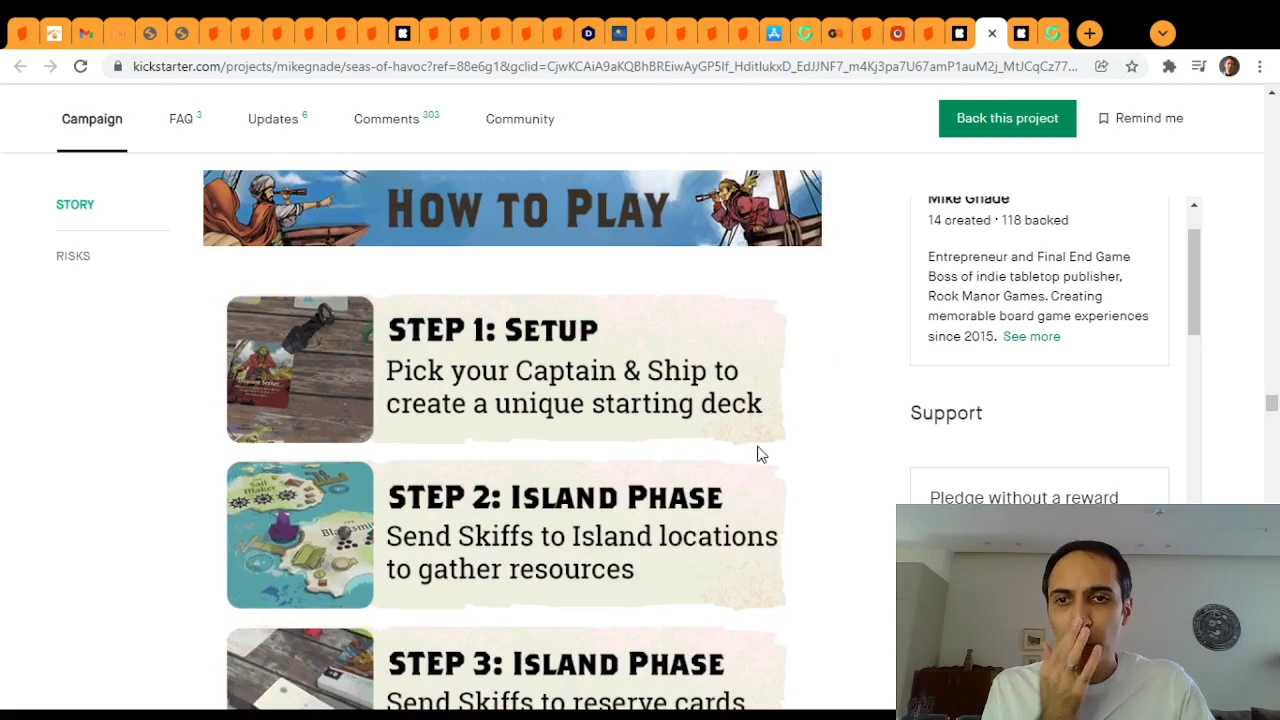 kickstarter.com/projects/mikegnade/seas-of-havoc?ref=88e6g1&gclid=CjwKCAiA9aKQBhBREiwAyGP5lf_HditIukxD_EdJJNF7_m4Kj3pa7U67amP1auM2j_MtJCqCz77...
Campaign
FAQ 3
Updates 6
Comments 303
Community
Back this project
Remind me
STORY
RISKS
HOW TO PLAY
Mike Gnade
14 created · 118 backed
Entrepreneur and Final End Game
Boss of indie tabletop publisher,
Rock Manor Games. Creating
memorable board game experiences
since 2015. See more
STEP 1: SETUP
Pick your Captain & Ship to
create a unique starting deck
STEP 2: ISLAND PHASE
Send Skiffs to Island locations
to gather resources
STEP 3: ISLAND PHASE
Send Skiffs to reserve cards
Support
Pledge without a reward